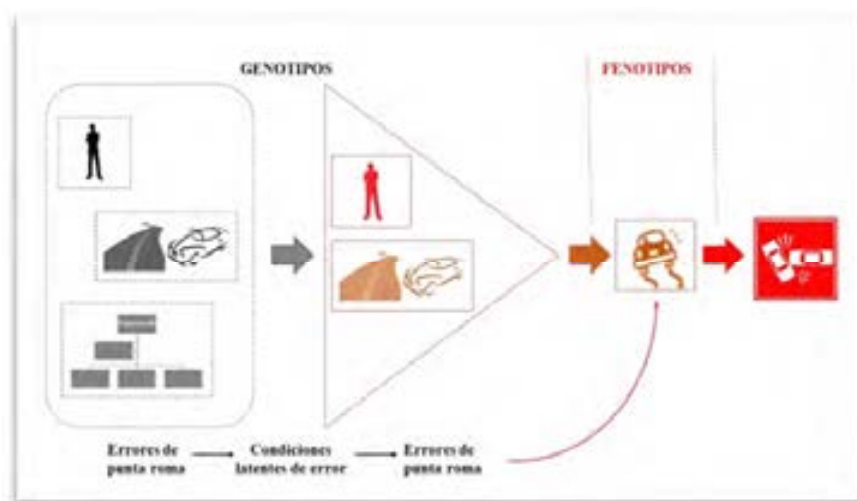 GENOTIPOS
FENOTIPOS
Errores de
punta roma
Condiciones
latentes de error
Errores de
punta roma